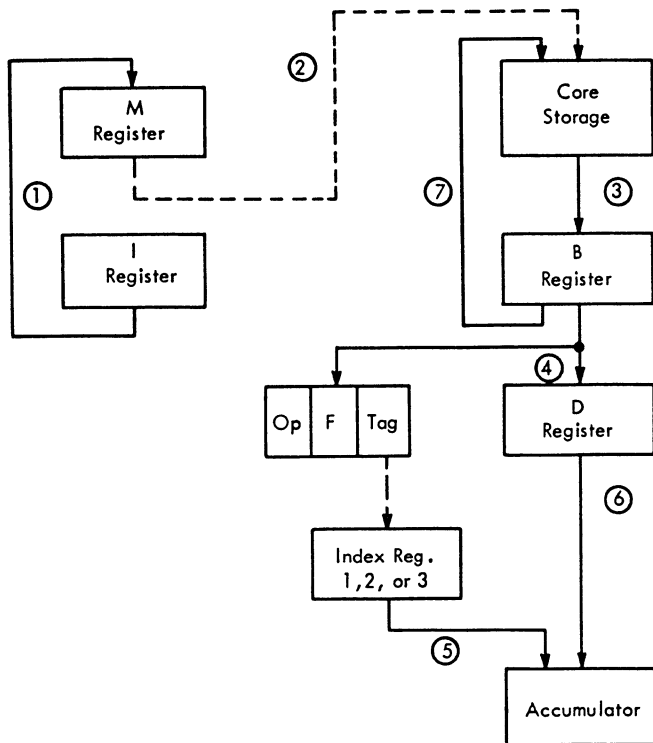 2
M
Register
Core
Storage
1
7
3
I
Register
B
Register
4
Op F Tag
D
Register
6
Index Reg.
1,2, or 3
5
Accumulator